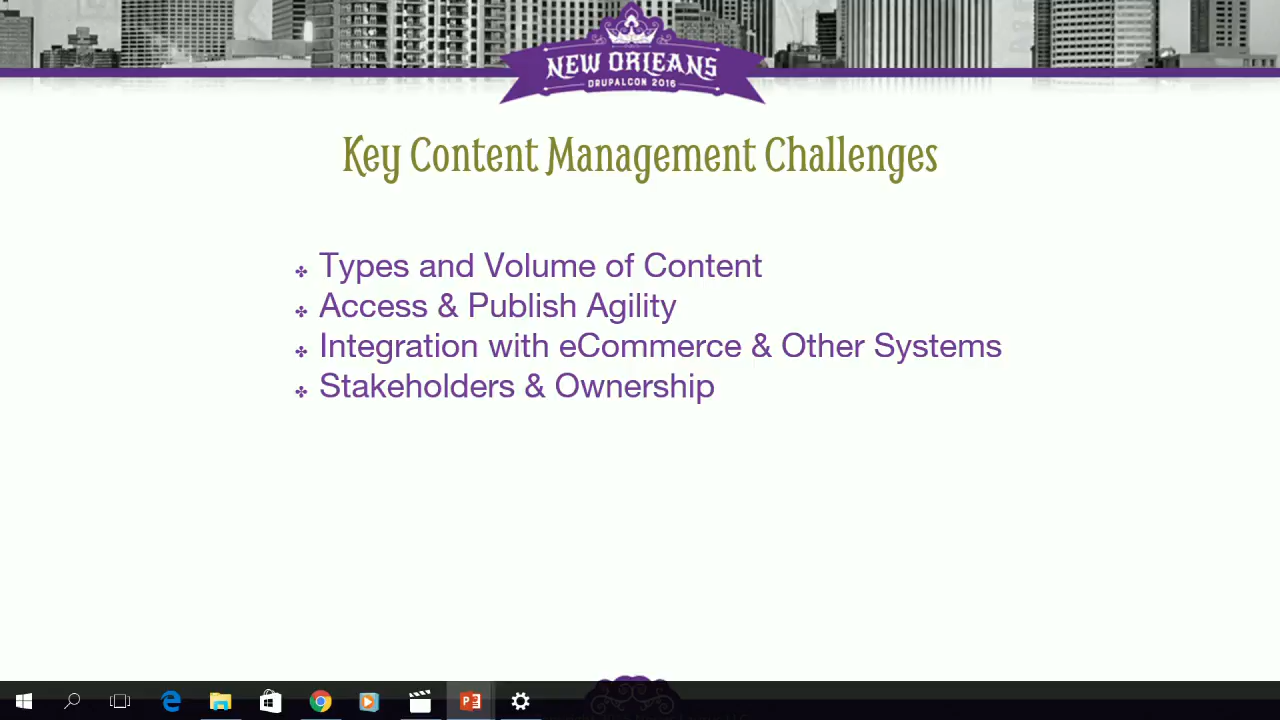 NEW ORLEANS
DRUPALCON 2016
Key Content Management Challenges
Types and Volume of Content
Access & Publish Agility
Integration with eCommerce & Other Systems
Stakeholders & Ownership